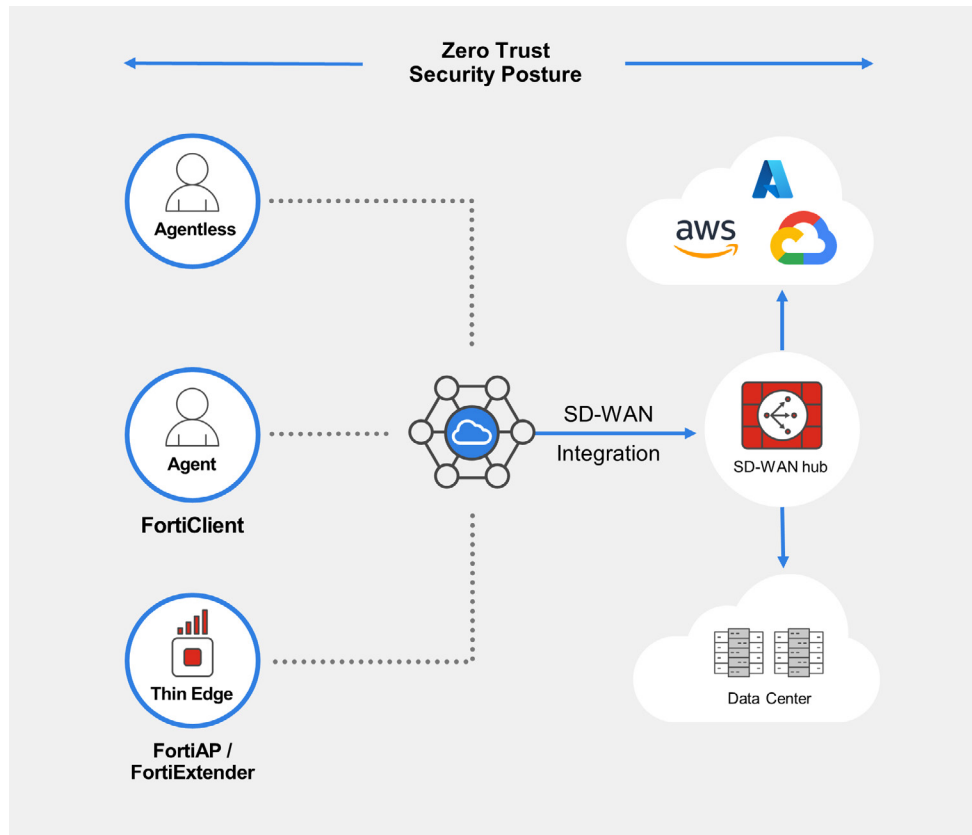 Zero Trust
Security Posture
Agentless
aws
Agent
SD-WAN
Integration
SD-WAN hub
FortiClient
Thin Edge
Data Center
FortiAP /
FortiExtender